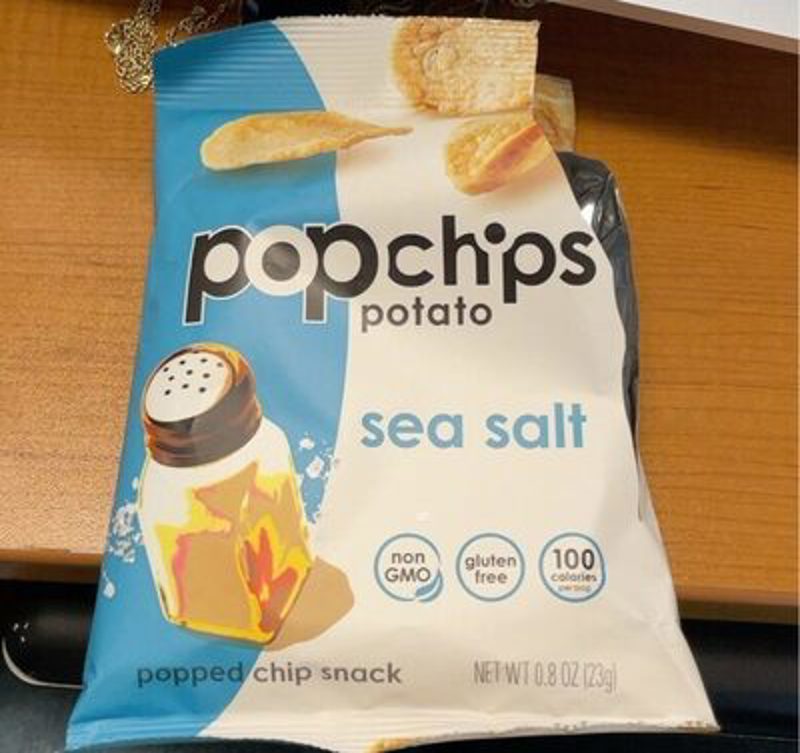 popchips
potato
sea salt
non
GMO
gluten
free
100
calories
per bag
popped chip snack
NET WT 0.8 OZ (23g)